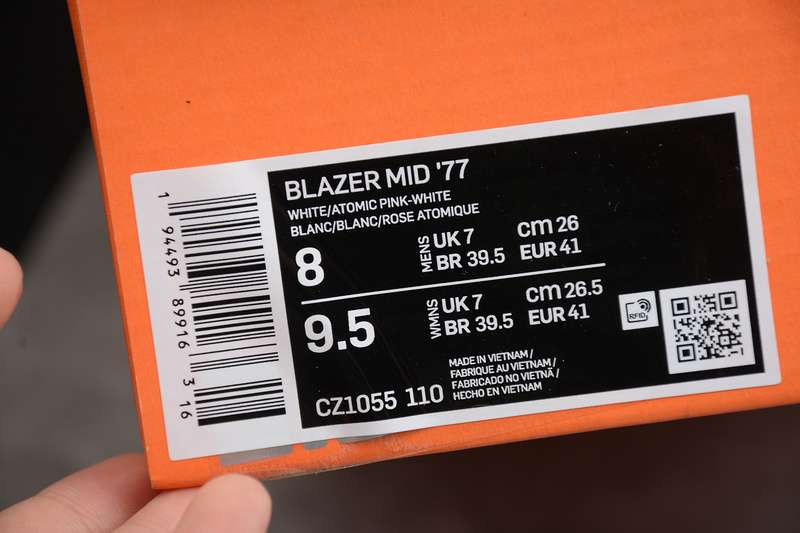 BLAZER MID '77
WHITE/ATOMIC PINK-WHITE
BLANC/BLANC/ROSE ATOMIQUE
8
MENS
UK 7
cm 26
BR 39.5
EUR 41
9.5
WMNS
UK 7
cm 26.5
BR 39.5
EUR 41
RFID
CZ1055 110
MADE IN VIETNAM /
FABRIQUE AU VIETNAM /
FABRICADO NO VIETNÃ /
HECHO EN VIETNAM
1 94493 89916 3 16